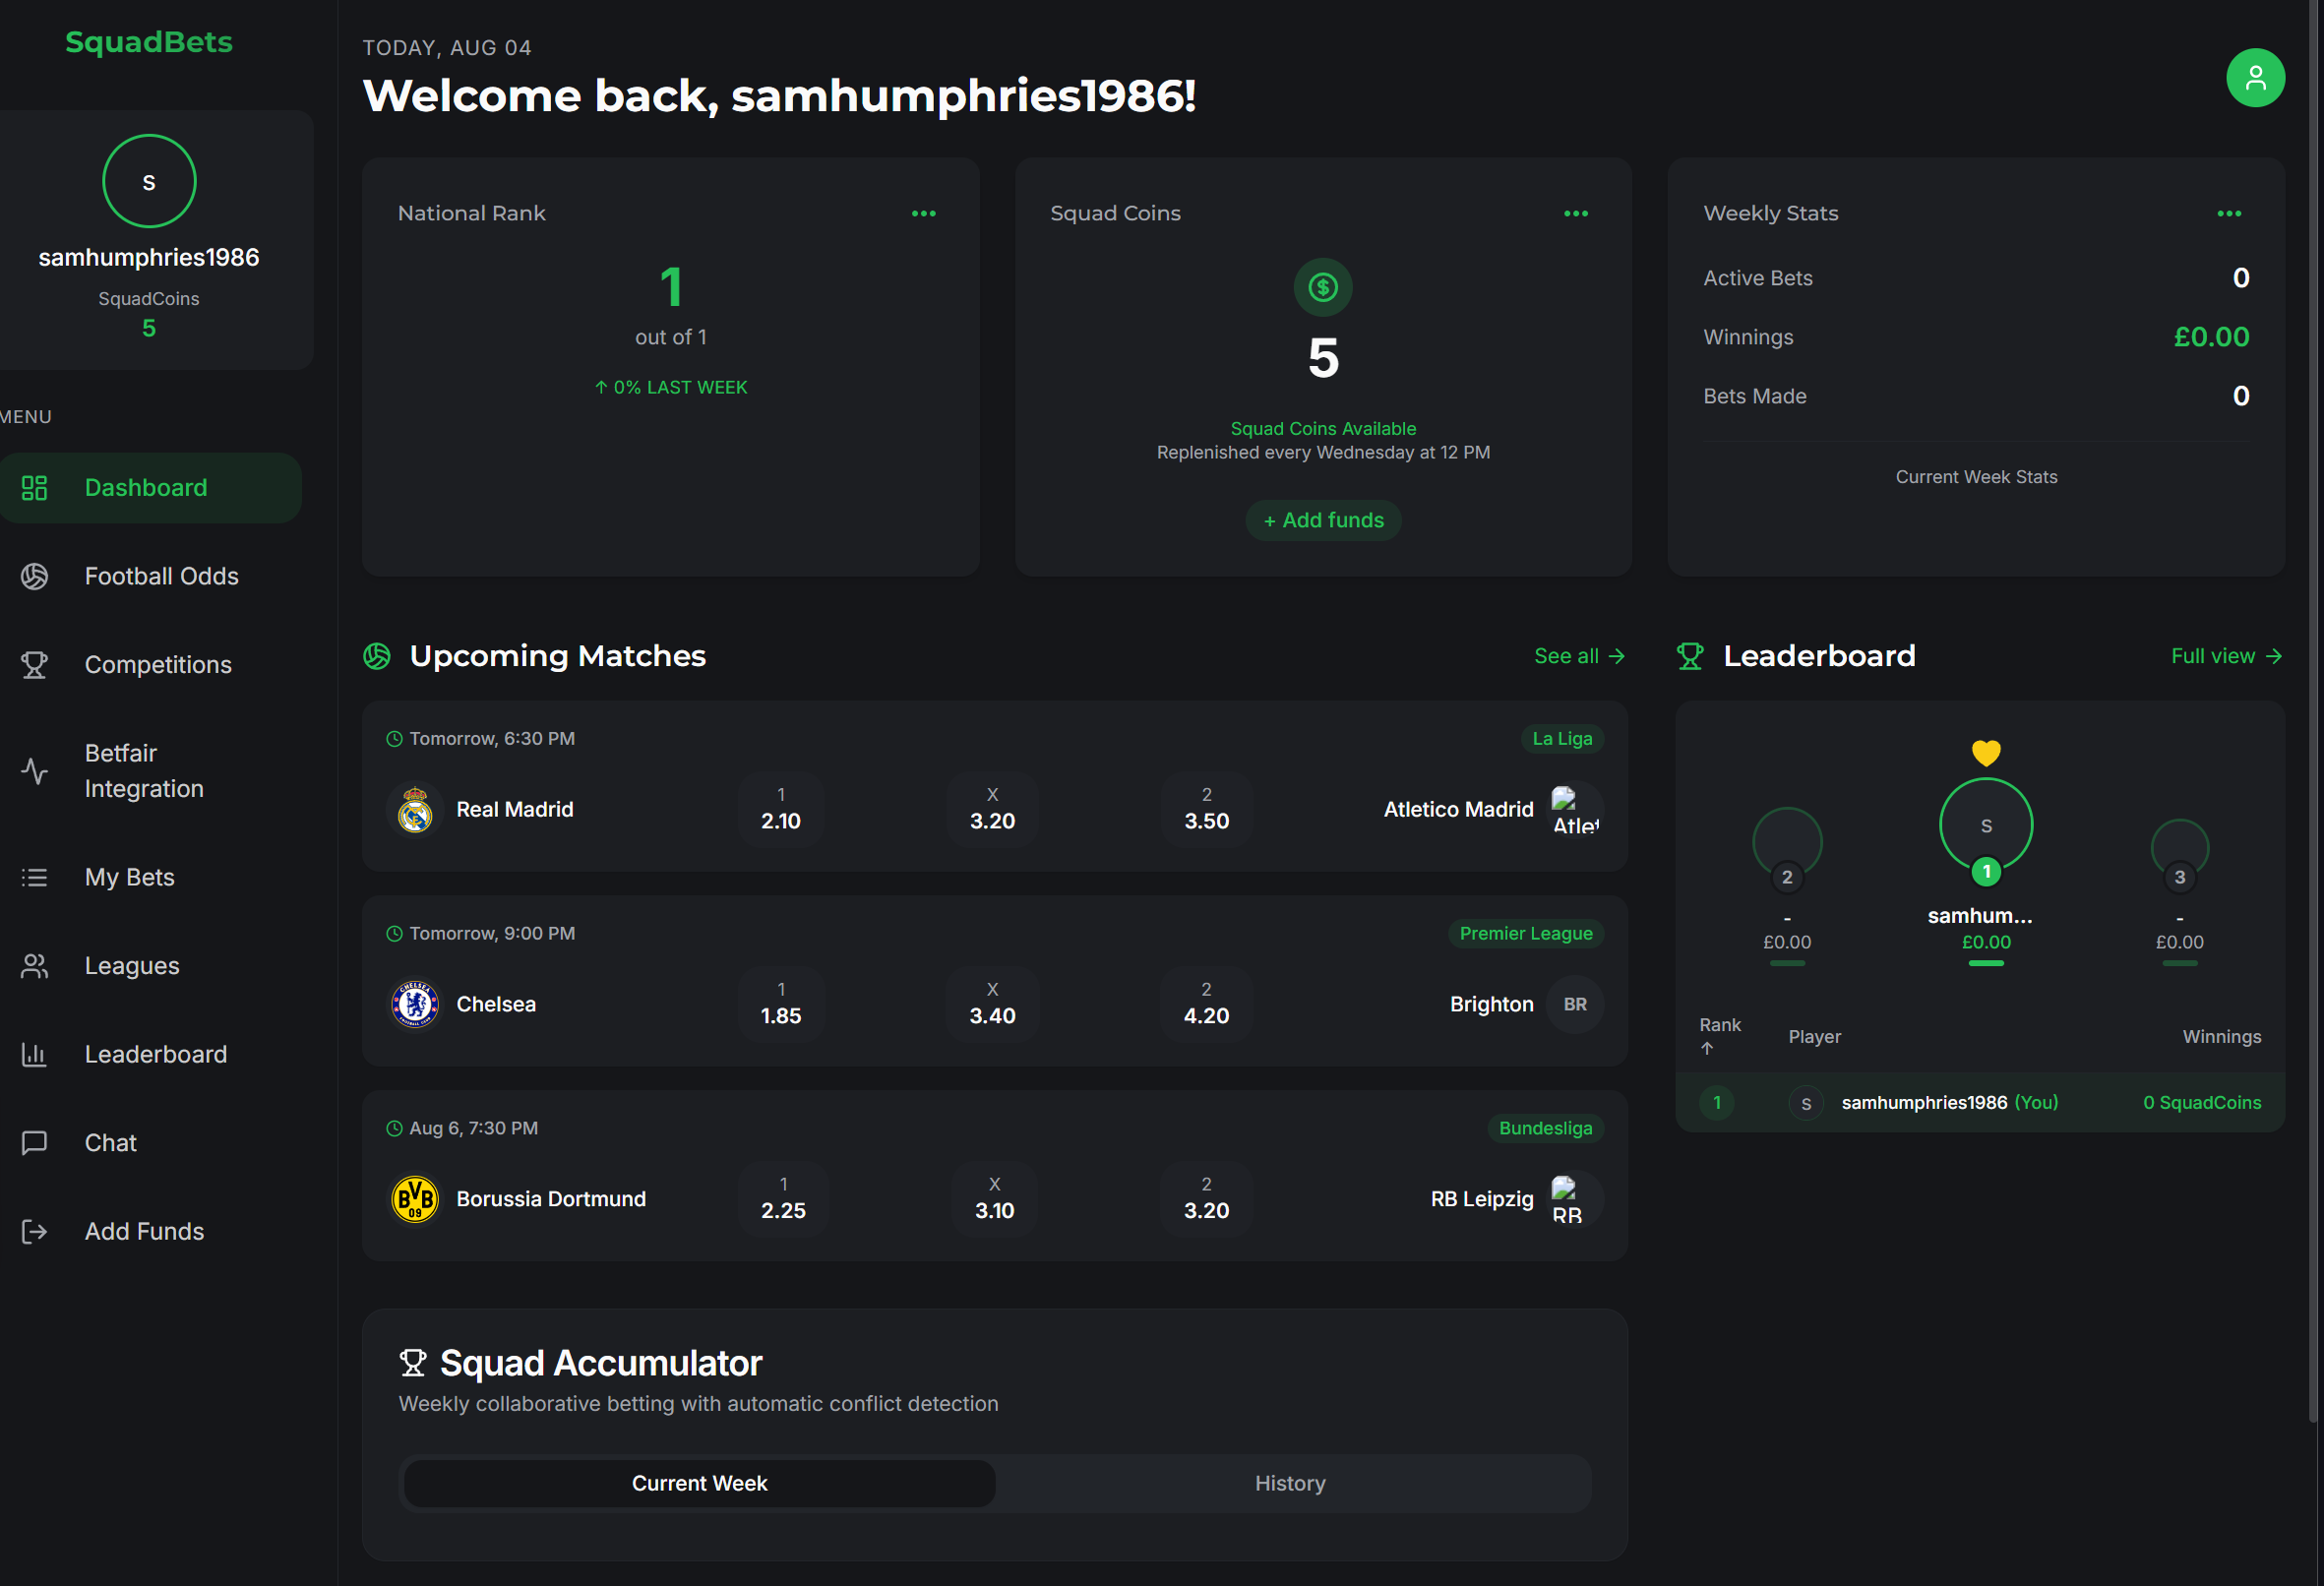 SquadBets
S
samhumphries1986
SquadCoins
5
MENU
Dashboard
Football Odds
Competitions
Betfair
Integration
My Bets
Leagues
Leaderboard
Chat
Add Funds
TODAY, AUG 04
Welcome back, samhumphries1986!
National Rank
1
out of 1
↑ 0% LAST WEEK
Squad Coins
$
5
Squad Coins Available
Replenished every Wednesday at 12 PM
+ Add funds
Weekly Stats
Active Bets 0
Winnings £0.00
Bets Made 0
Current Week Stats
Upcoming Matches See all →
Tomorrow, 6:30 PM La Liga
Real Madrid 1 2.10 X 3.20 2 3.50 Atletico Madrid Atlet
Tomorrow, 9:00 PM Premier League
Chelsea 1 1.85 X 3.40 2 4.20 Brighton BR
Aug 6, 7:30 PM Bundesliga
BVB 09 Borussia Dortmund 1 2.25 X 3.10 2 3.20 RB Leipzig RB
Squad Accumulator
Weekly collaborative betting with automatic conflict detection
Current Week History
Leaderboard Full view →
S
2 1 3
- samhum... -
£0.00 £0.00 £0.00
Rank ↑ Player Winnings
1 S samhumphries1986 (You) 0 SquadCoins